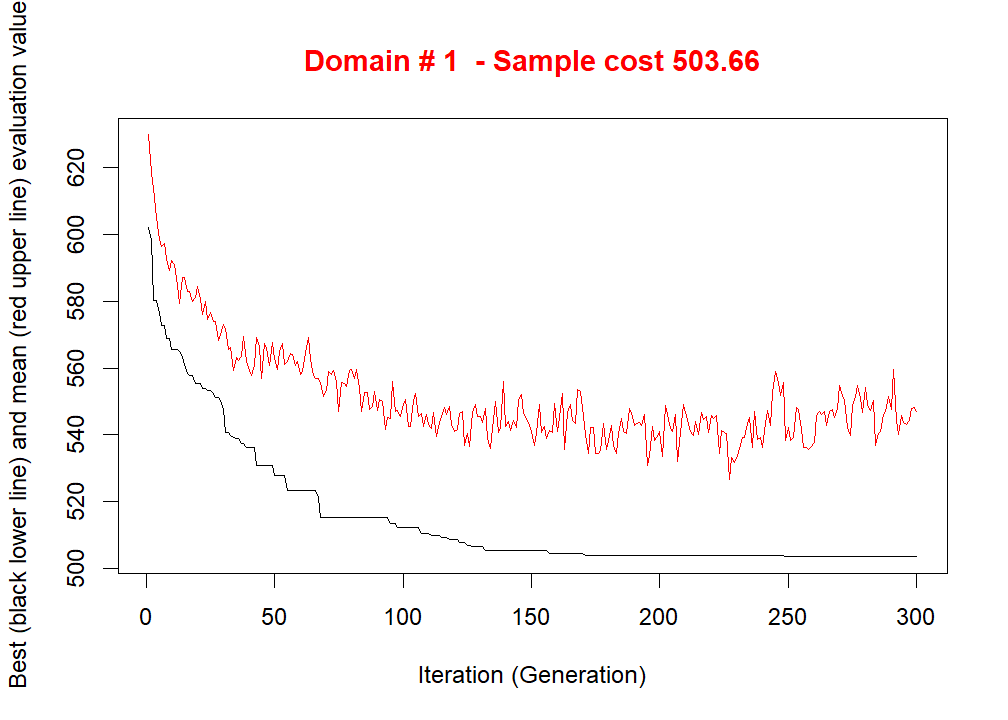 Domain # 1  - Sample cost 503.66
Best (black lower line) and mean (red upper line) evaluation value
620
600
580
560
540
520
500
0 50 100 150 200 250 300
Iteration (Generation)